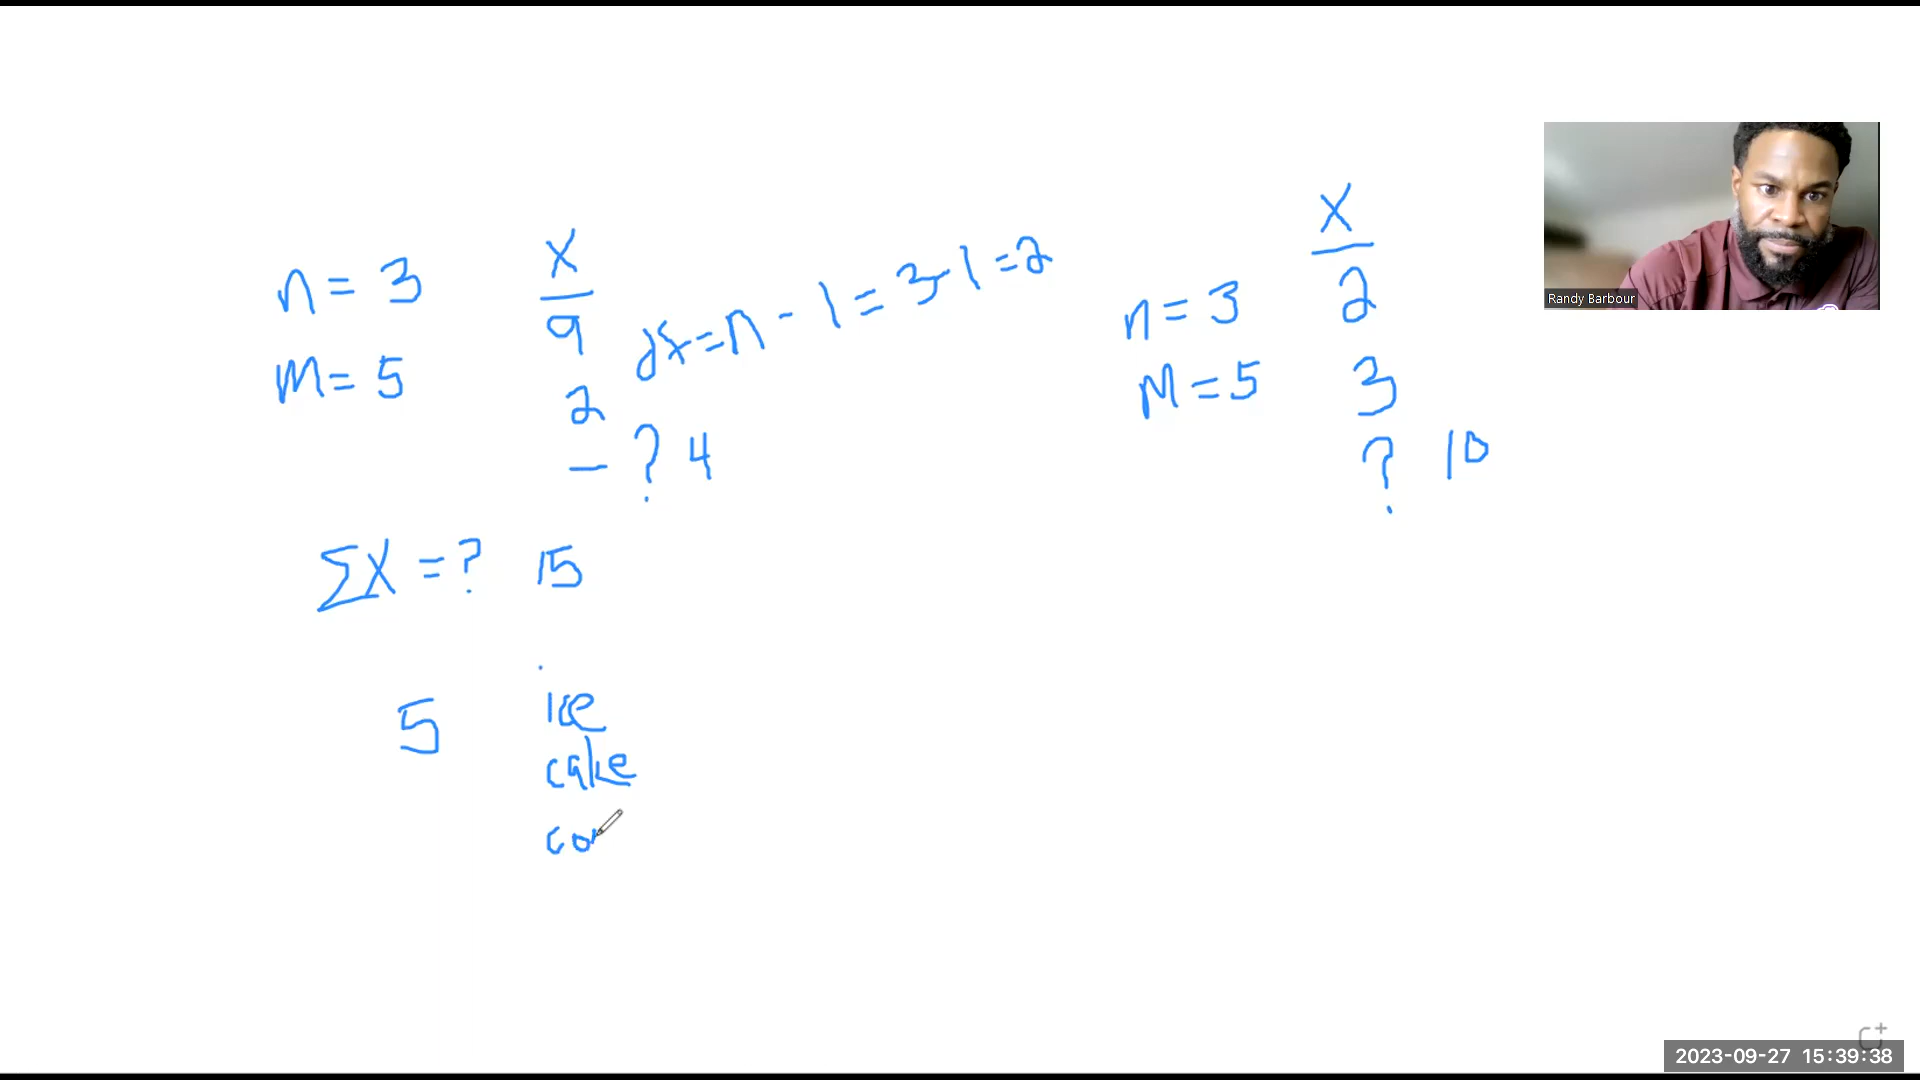 n = 3
M = 5
X
9
2
– ? 4
df = n - 1 = 3 - 1 = 2
ΣX = ? 15
5
ice
cake
co
n = 3
M = 5
X
2
3
? 10
Randy Barbour
2023-09-27 15:39:38